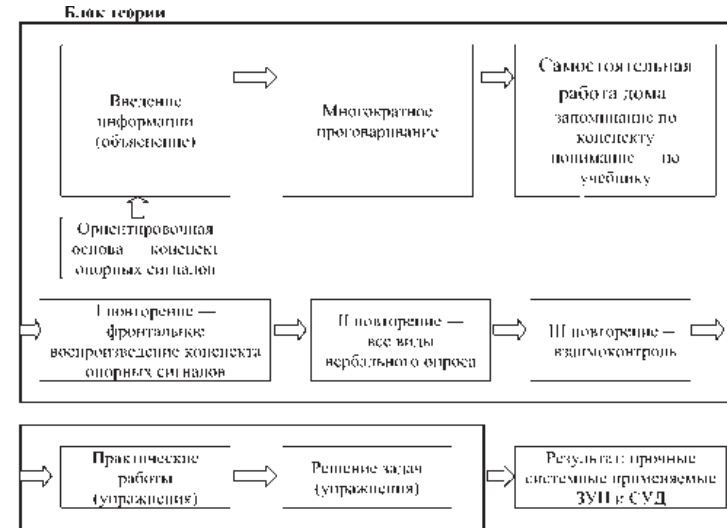 Блок теории
Введение
информации
(объяснение)
Многократное
проговаривание
Самостоятельная
работа дома
запоминание по
конспекту
понимание по
учебнику
Ориентировочная
основа конспект
опорных сигналов
I повторение —
фронтальное
воспроизведение конспекта
опорных сигналов
II повторение —
все виды
вербального опроса
III повторение —
взаимоконтроль
Практические
работы
(упражнения)
Решение задач
(упражнения)
Результат: прочные
системные применяемые
ЗУН и СУД